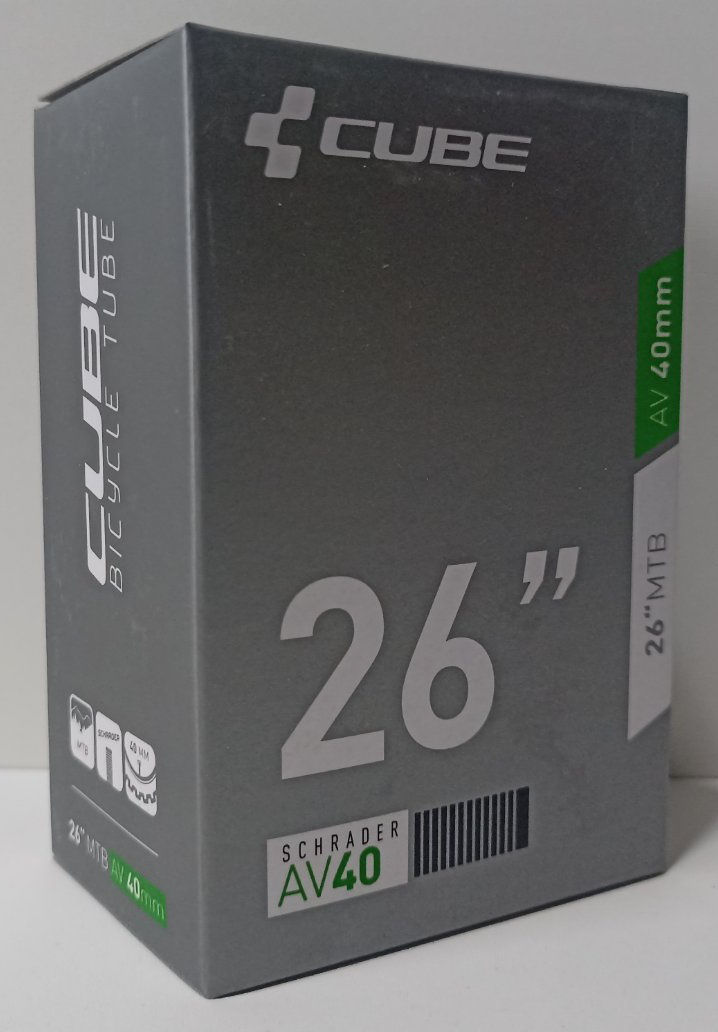 CUBE
26”
SCHRADER
AV40
AV 40mm
26“MTB
CUBE
BICYCLE TUBE
MTB
SCHRADER
40 MM
26“ MTB AV 40mm